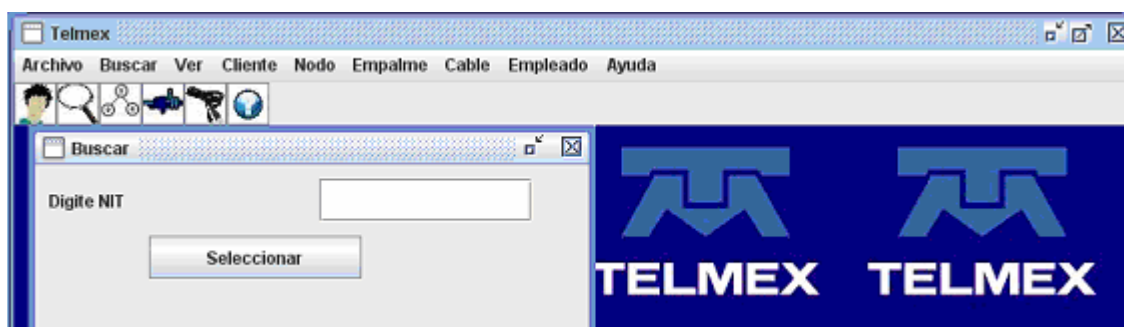 Telmex
Archivo Buscar Ver Cliente Nodo Empalme Cable Empleado Ayuda
Buscar
Digite NIT
Seleccionar
TELMEX TELMEX